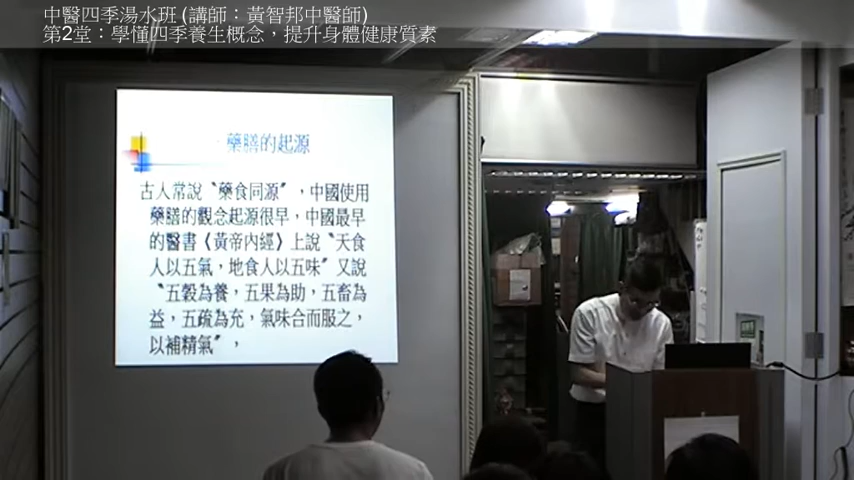 中醫四季湯水班 (講師：黃智邦中醫師)
第2堂：學懂四季養生概念，提升身體健康質素
藥膳的起源
古人常說〝藥食同源〞，中國使用
藥膳的觀念起源很早，中國最早
的醫書《黃帝內經》上說〝天食
人以五氣，地食人以五味〞又說
〝五穀為養，五果為助，五畜為
益，五疏為充，氣味合而服之，
以補精氣〞，